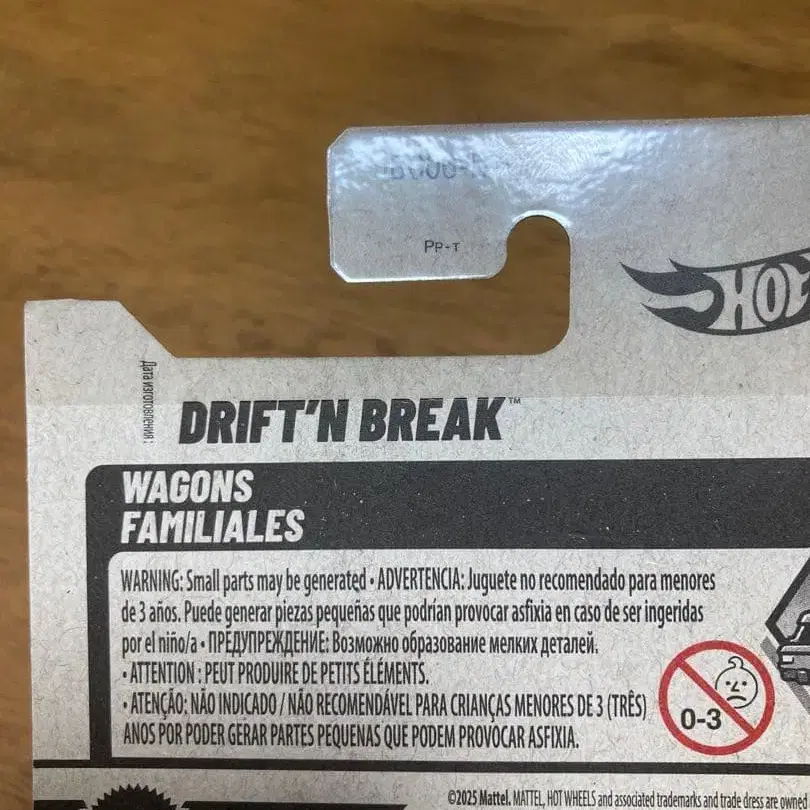 Pp-T
HOT
Дата изготовления:
DRIFT'N BREAK™
WAGONS
FAMILIALES
WARNING: Small parts may be generated • ADVERTENCIA: Juguete no recomendado para menores
de 3 años. Puede generar piezas pequeñas que podrían provocar asfixia en caso de ser ingeridas
por el niño/a • ПРЕДУПРЕЖДЕНИЕ: Возможно образование мелких деталей.
• ATTENTION : PEUT PRODUIRE DE PETITS ÉLÉMENTS.
• ATENÇÃO: NÃO INDICADO / NÃO RECOMENDÁVEL PARA CRIANÇAS MENORES DE 3 (TRÊS)
ANOS POR PODER GERAR PARTES PEQUENAS QUE PODEM PROVOCAR ASFIXIA.
0-3
©2025 Mattel. MATTEL, HOT WHEELS and associated trademarks and trade dress are owned